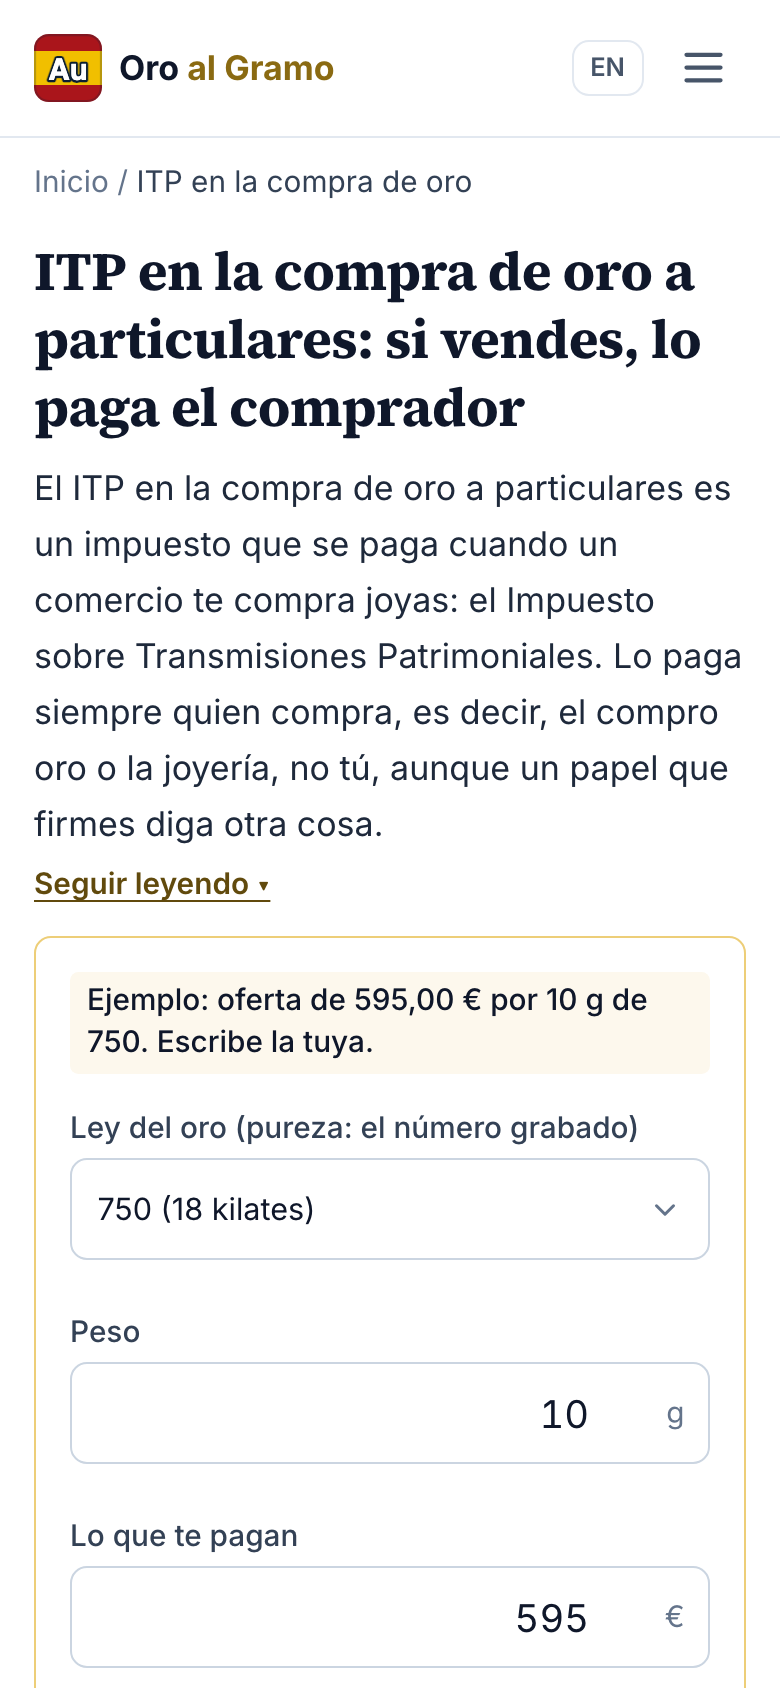 Au
Oro al Gramo
EN
Inicio / ITP en la compra de oro
ITP en la compra de oro a
particulares: si vendes, lo
paga el comprador
El ITP en la compra de oro a particulares es
un impuesto que se paga cuando un
comercio te compra joyas: el Impuesto
sobre Transmisiones Patrimoniales. Lo paga
siempre quien compra, es decir, el compro
oro o la joyería, no tú, aunque un papel que
firmes diga otra cosa.
Seguir leyendo ▾
Ejemplo: oferta de 595,00 € por 10 g de
750. Escribe la tuya.
Ley del oro (pureza: el número grabado)
750 (18 kilates)
Peso
10 g
Lo que te pagan
595 €